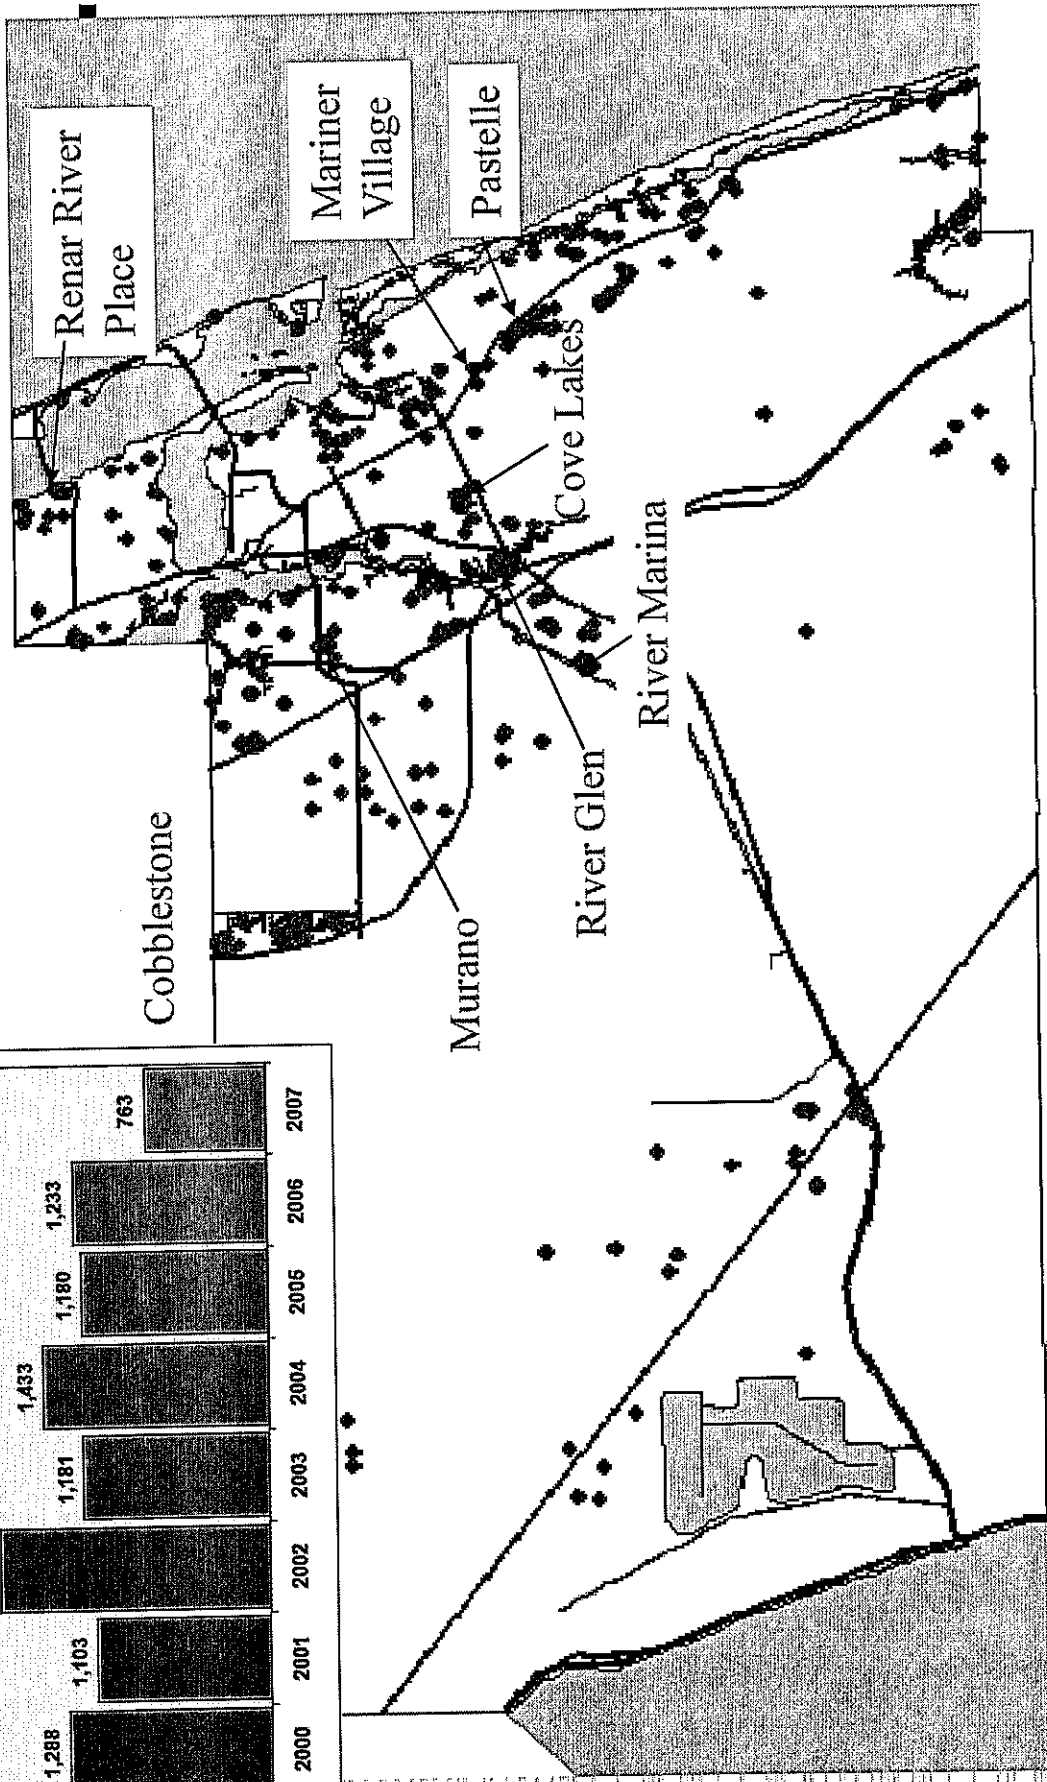 1,288
1,103
1,181
1,433
1,180
1,233
763
2000
2001
2002
2003
2004
2005
2006
2007
Cobblestone
Renar River
Place
Mariner
Village
Pastelle
Murano
River Glen
River Marina
Cove Lakes